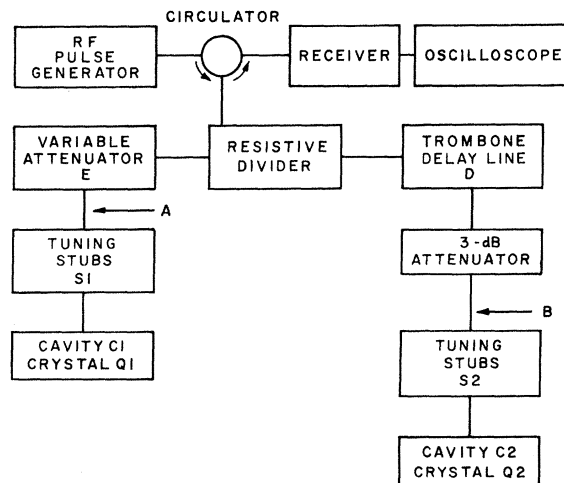 CIRCULATOR
RF
PULSE
GENERATOR
RECEIVER
OSCILLOSCOPE
VARIABLE
ATTENUATOR
E
RESISTIVE
DIVIDER
TROMBONE
DELAY LINE
D
A
TUNING
STUBS
S1
3-dB
ATTENUATOR
B
CAVITY C1
CRYSTAL Q1
TUNING
STUBS
S2
CAVITY C2
CRYSTAL Q2